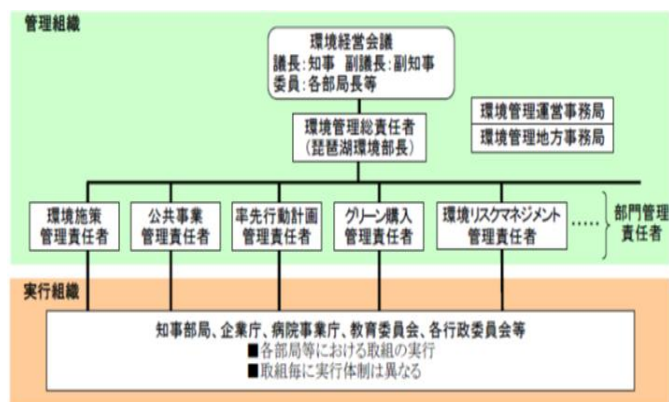 管理組織
環境経営会議
議長:知事 副議長:副知事
委員:各部局長等
環境管理総責任者
(琵琶湖環境部長)
環境管理運営事務局
環境管理地方事務局
環境施策
管理責任者
公共事業
管理責任者
率先行動計画
管理責任者
グリーン購入
管理責任者
環境リスクマネジメント
管理責任者
‥‥‥
部門管理
責任者
実行組織
知事部局、企業庁、病院事業庁、教育委員会、各行政委員会等
■各部局等における取組の実行
■取組毎に実行体制は異なる